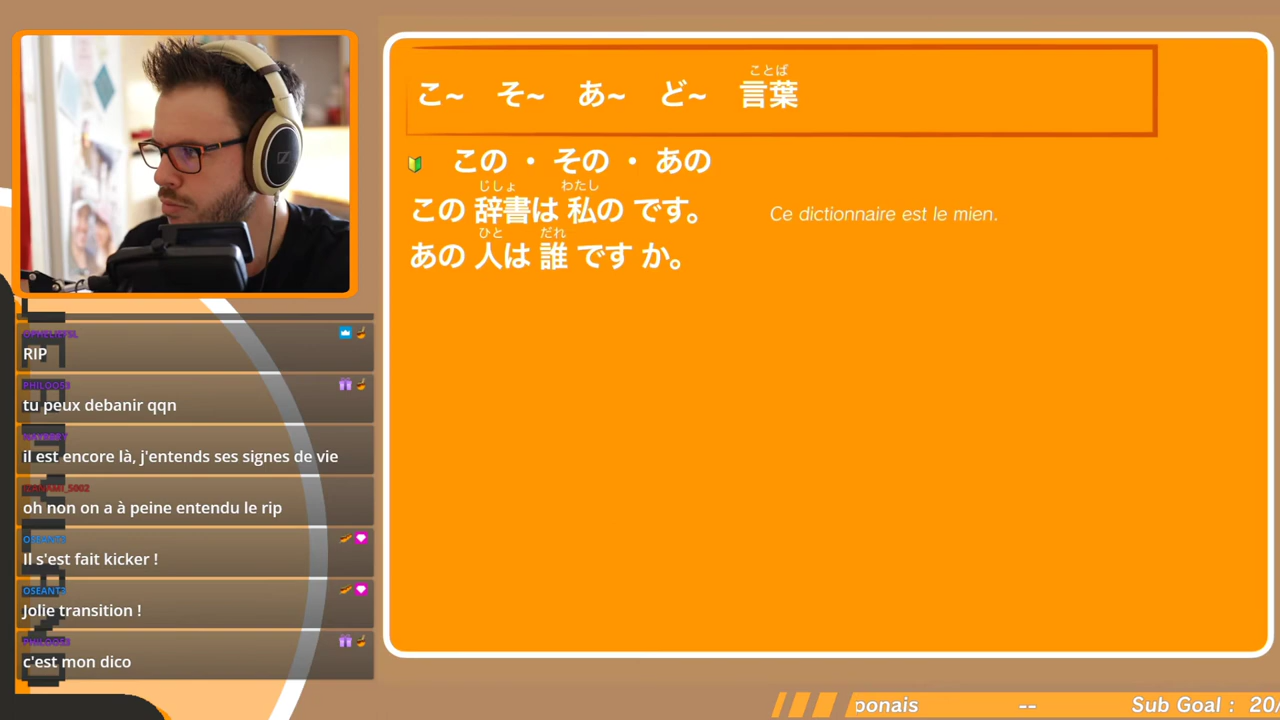 こ~ そ~ あ~ ど~ 言葉
ことば
この ・ その ・ あの
じしょ わたし
この 辞書は 私の です。
Ce dictionnaire est le mien.
ひと だれ
あの 人は 誰 です か。
RIP
tu peux debanir qqn
il est encore là, j'entends ses signes de vie
oh non on a à peine entendu le rip
OSEANTS
Il s'est fait kicker !
OSEANTS
Jolie transition !
c'est mon dico
ponais -- Sub Goal : 20/